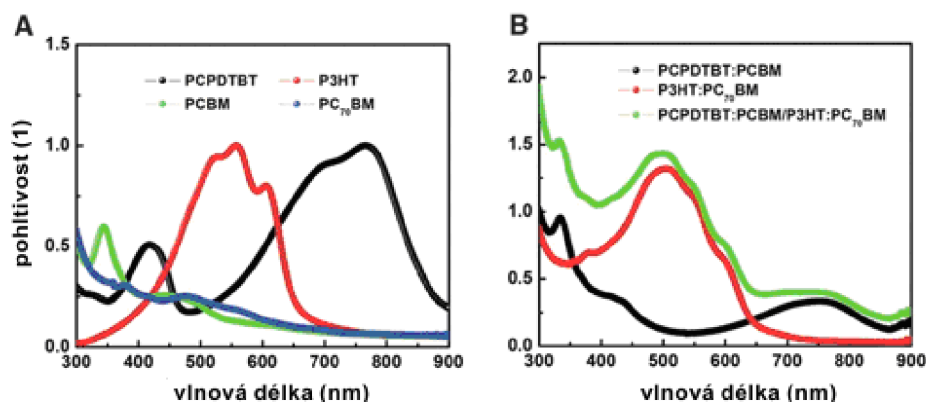 A
1.5
PCPDTBT
P3HT
PCBM
PC₇₀BM
1.0
0.5
0.0
300 400 500 600 700 800 900
vlnová délka (nm)
pohltivost (1)
B
PCPDTBT:PCBM
P3HT:PC₇₀BM
PCPDTBT:PCBM/P3HT:PC₇₀BM
2.0
1.5
1.0
0.5
0.0
300 400 500 600 700 800 900
vlnová délka (nm)